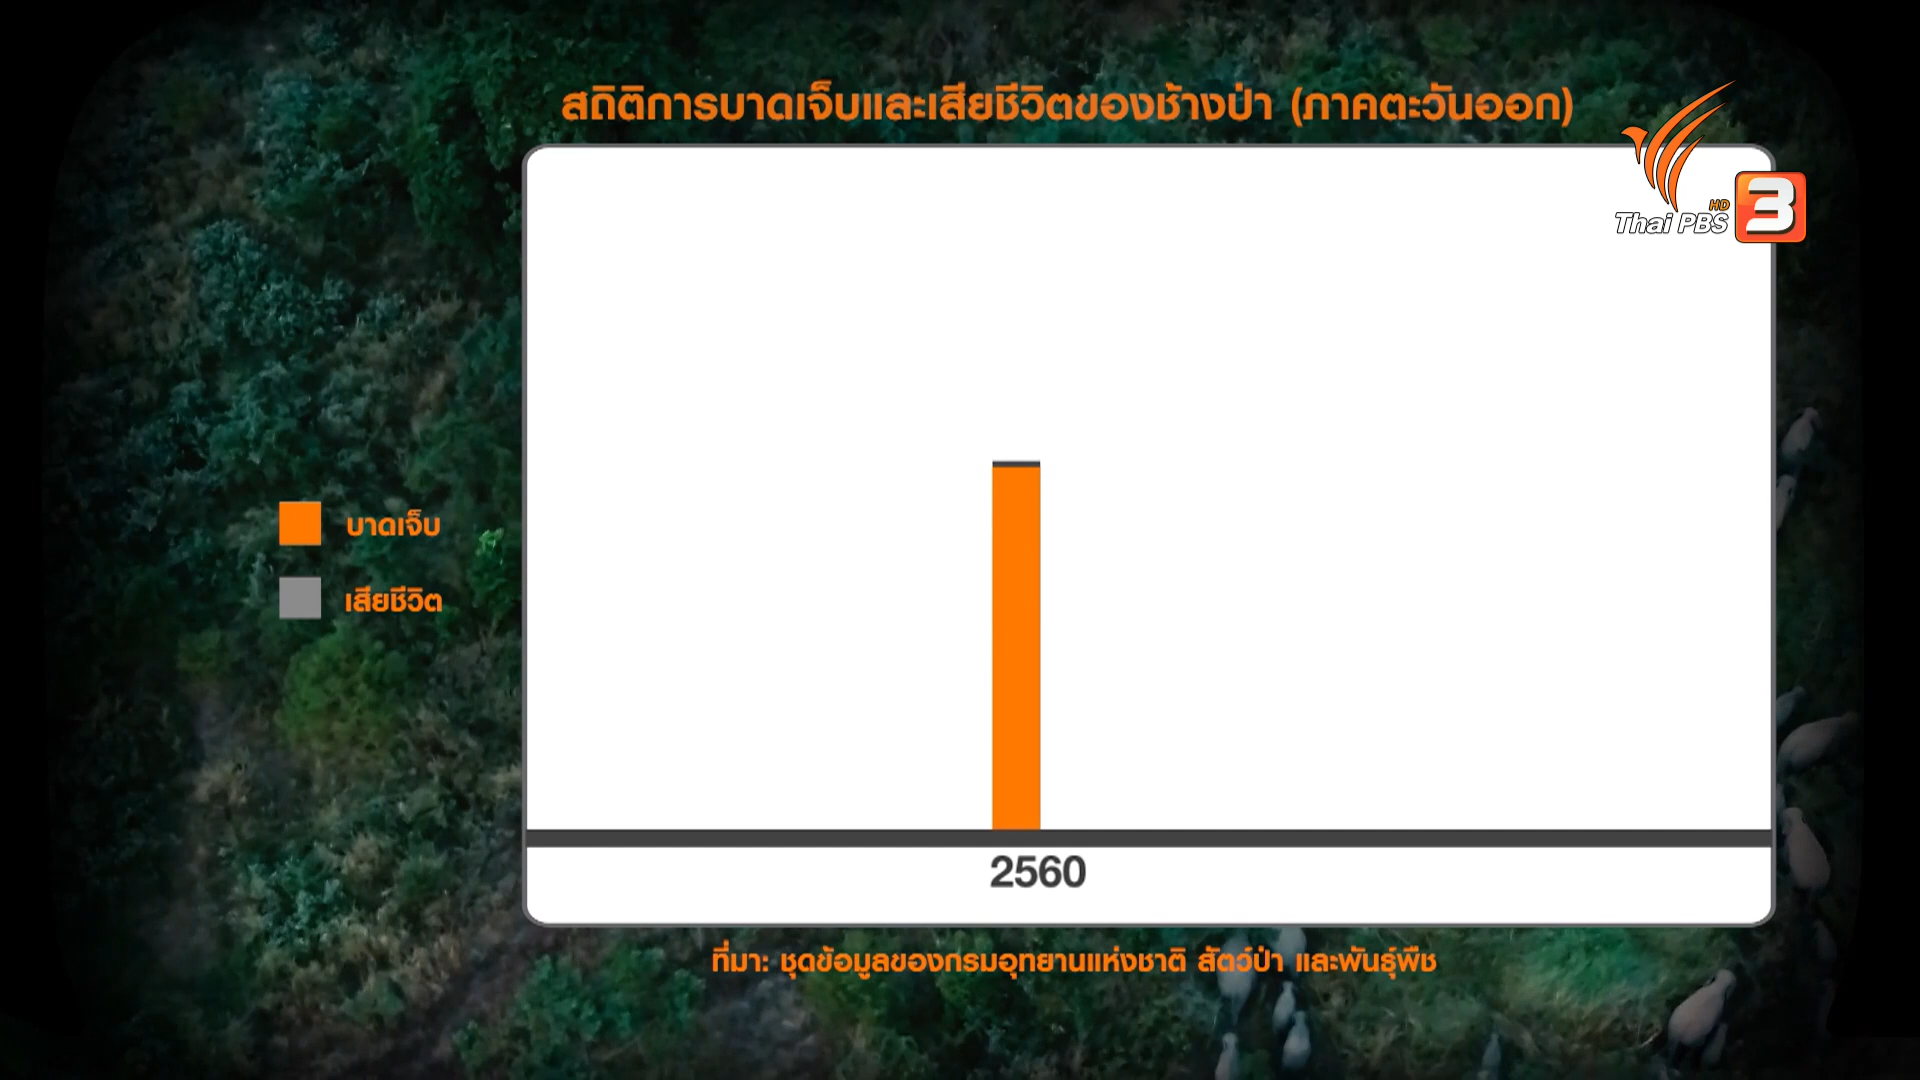 สถิติการบาดเจ็บและเสียชีวิตของช้างป่า (ภาคตะวันออก)
Thai PBS HD 3
บาดเจ็บ
เสียชีวิต
2560
ที่มา: ชุดข้อมูลของกรมอุทยานแห่งชาติ สัตว์ป่า และพันธุ์พืช